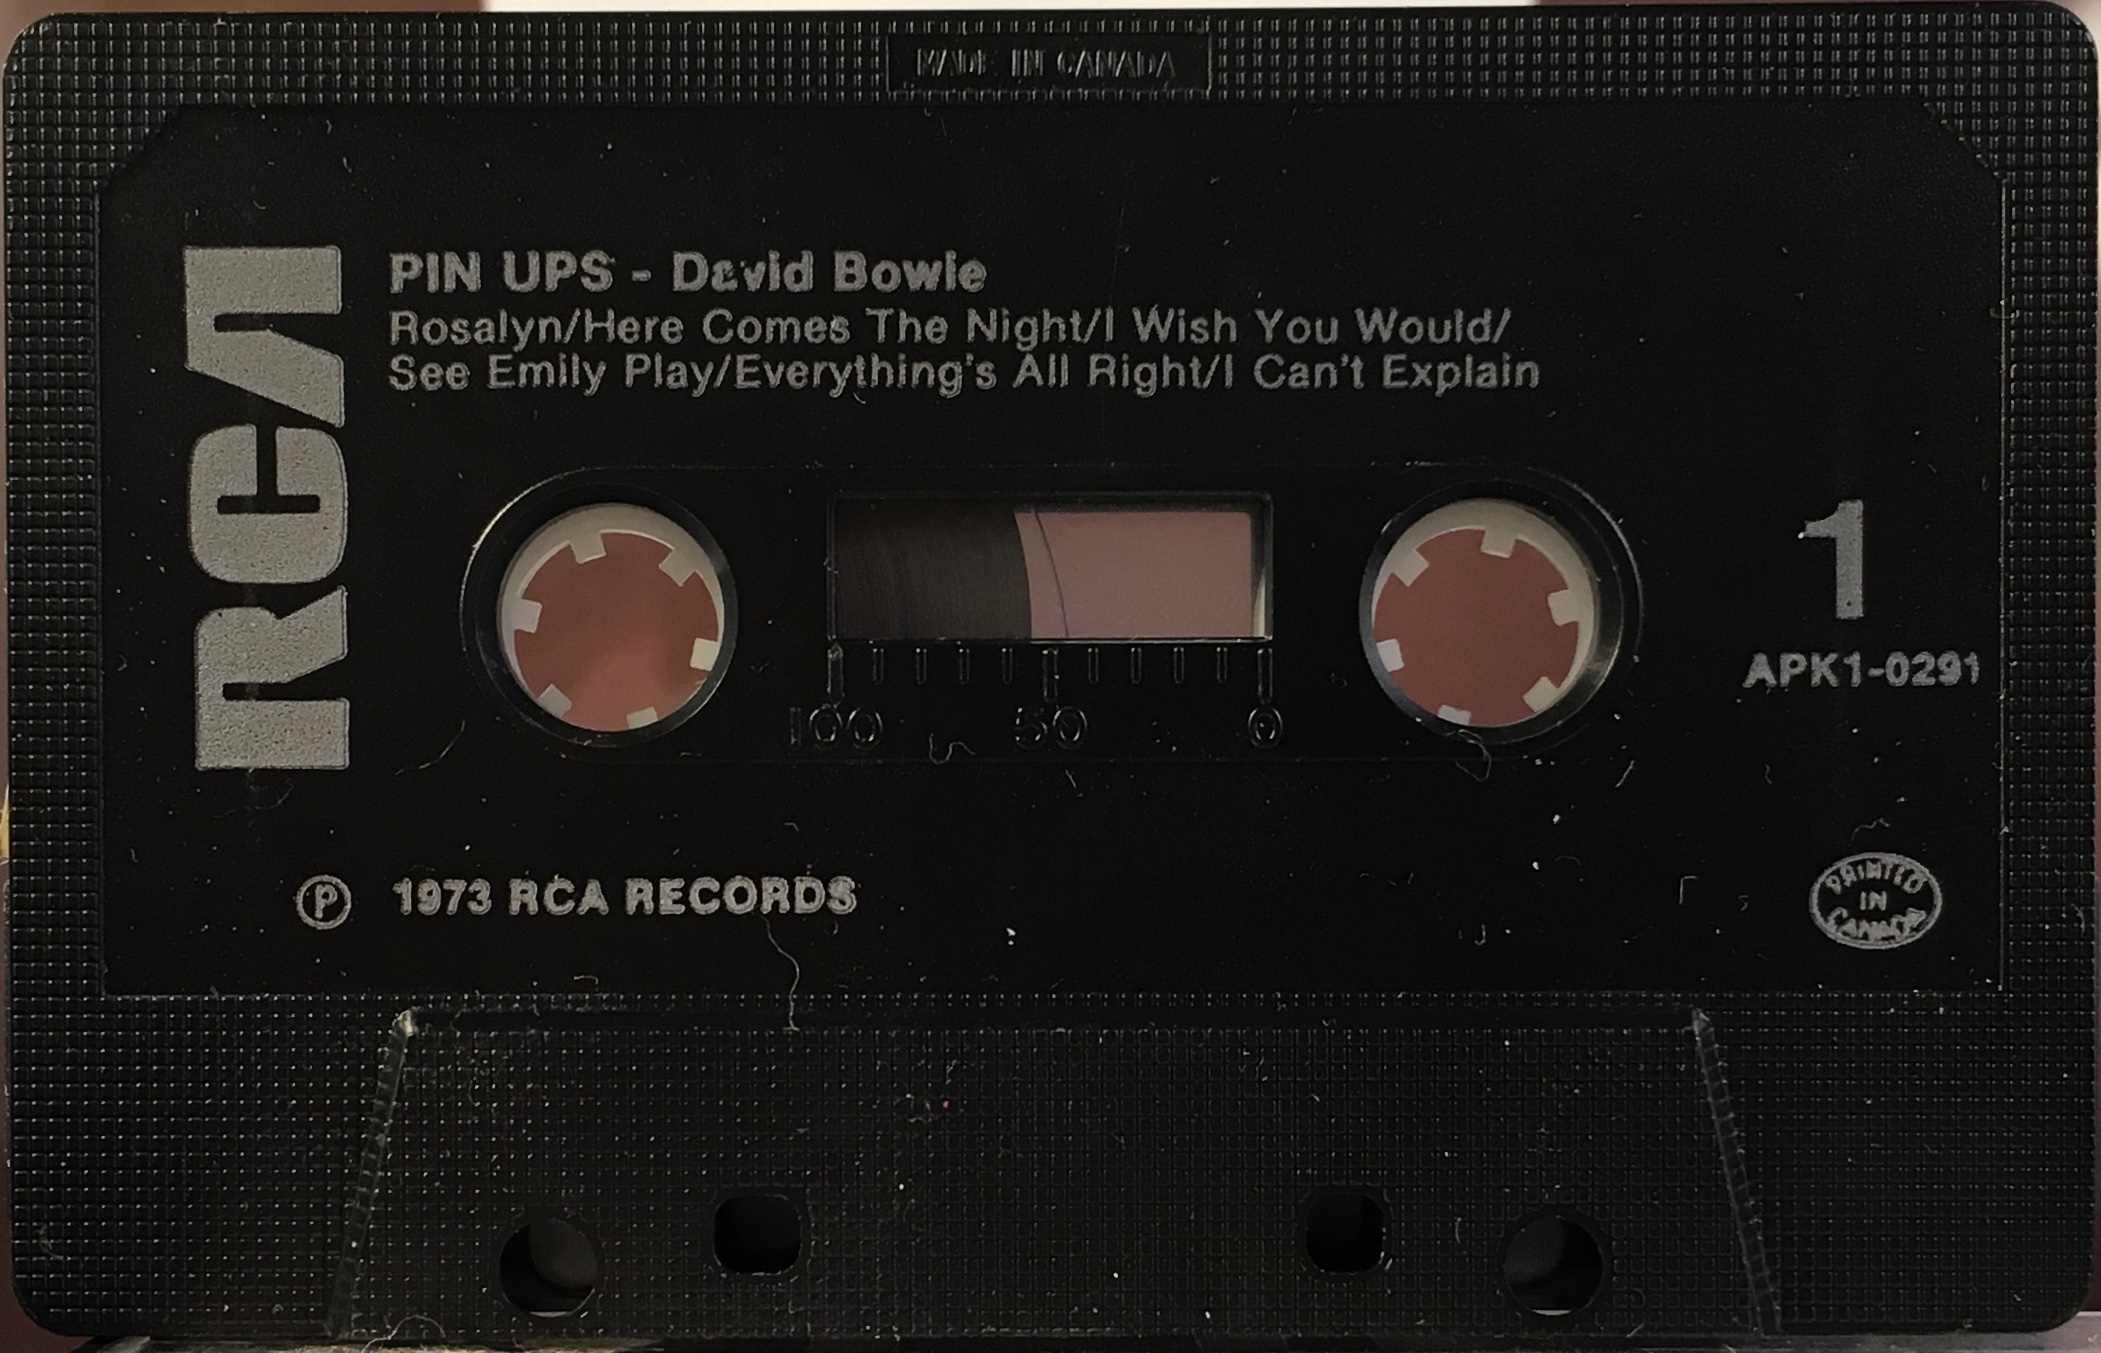 MADE IN CANADA
RCA
PIN UPS - David Bowie
Rosalyn/Here Comes The Night/I Wish You Would/
See Emily Play/Everything's All Right/I Can't Explain
1
APK1-0291
100 50 0
Ⓟ 1973 RCA RECORDS
PRINTED
IN
CANADA